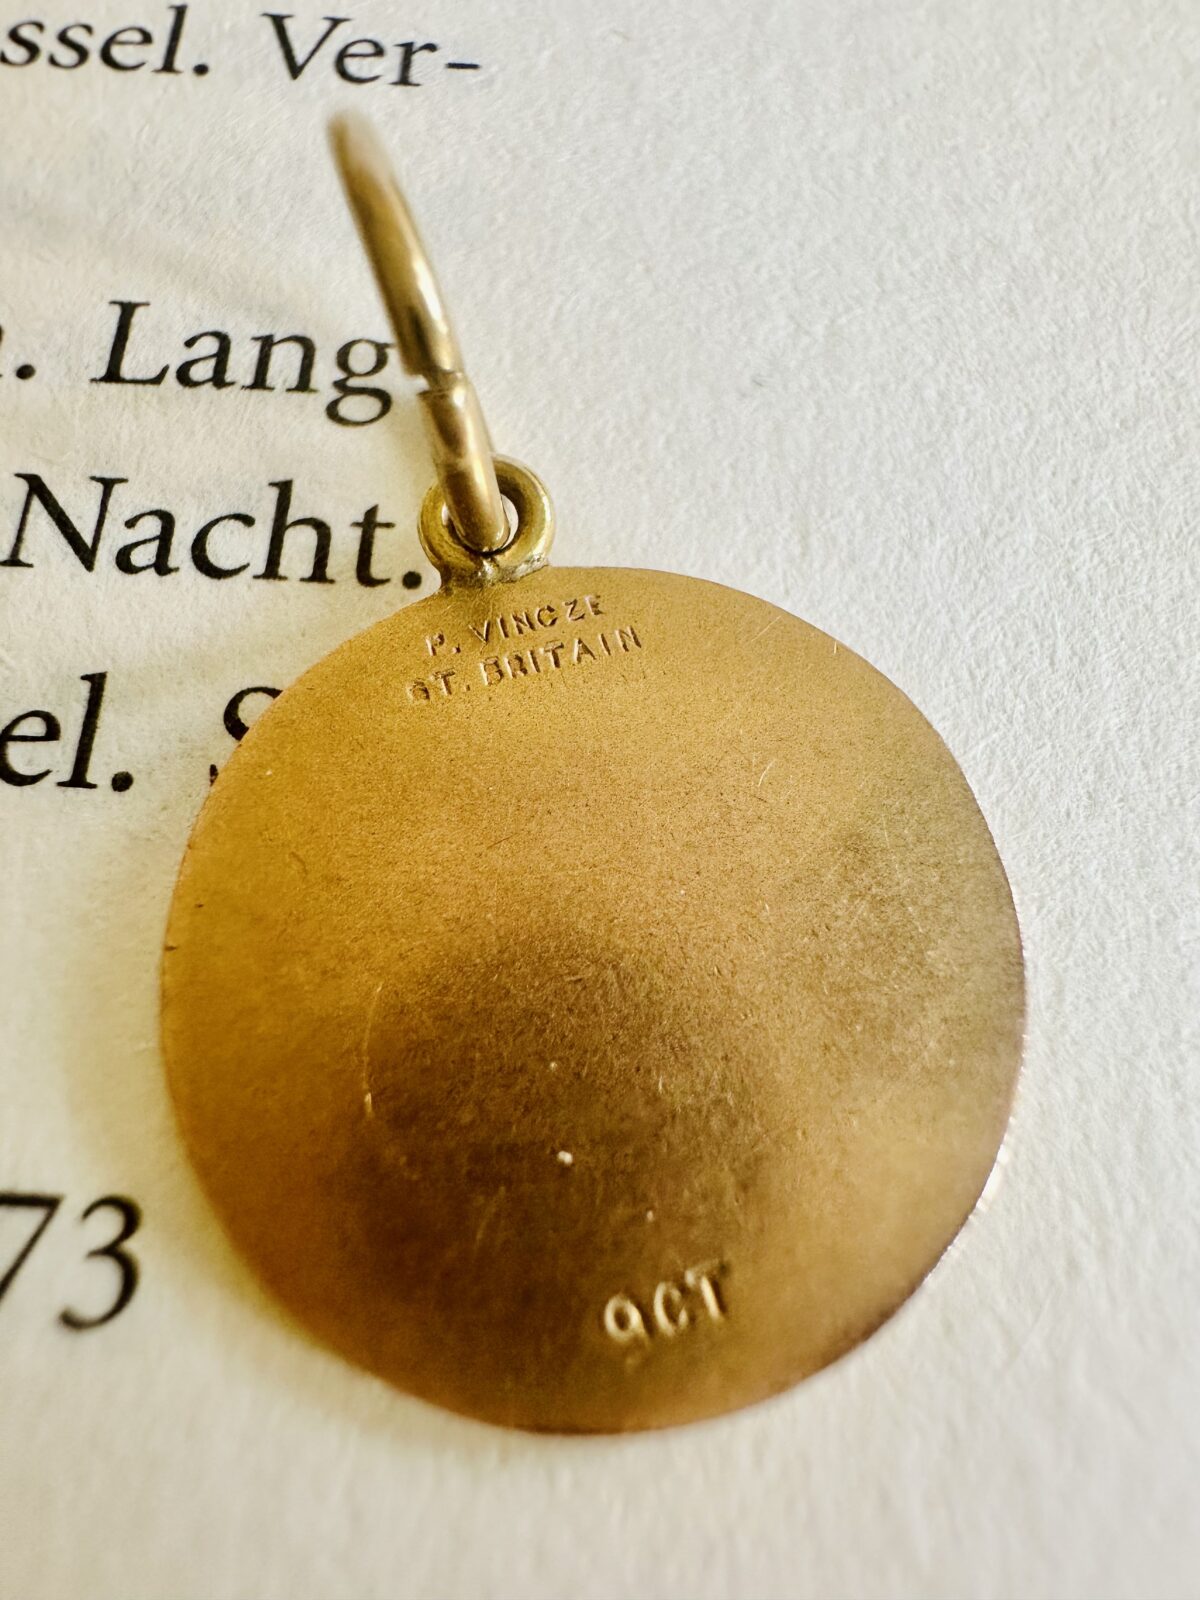 ssel. Ver-
. Lang
Nacht.
el. S
73
P. VINCZE
GT. BRITAIN
9CT